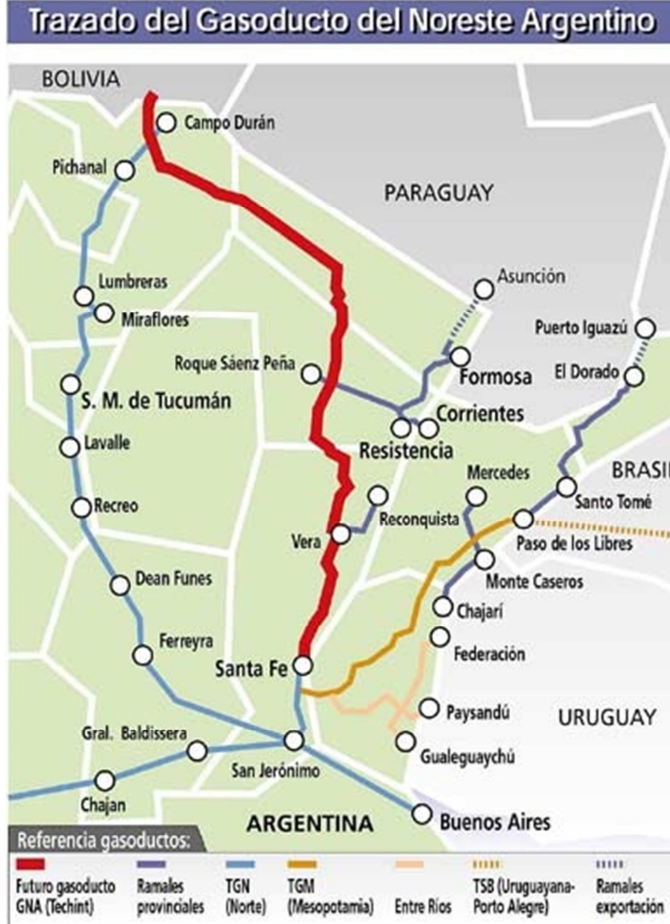 Trazado del Gasoducto del Noreste Argentino
BOLIVIA
Campo Durán
Pichanal
PARAGUAY
Asunción
Lumbreras
Miraflores
Puerto Iguazú
Roque Sáenz Peña
Formosa
El Dorado
S. M. de Tucumán
Corrientes
Resistencia
Lavalle
Mercedes
BRASI
Recreo
Reconquista
Santo Tomé
Vera
Paso de los Libres
Monte Caseros
Dean Funes
Chajarí
Ferreyra
Federación
Santa Fe
Paysandú
URUGUAY
Gral. Baldissera
Gualeguaychú
San Jerónimo
Chajan
ARGENTINA
Buenos Aires
Referencia gasoductos:
Futuro gasoducto
GNA (Techint)
Ramales
provinciales
TGN
(Norte)
TGM
(Mesopotamia)
Entre Rios
TSB (Uruguayana-
Porto Alegre)
Ramales
exportación